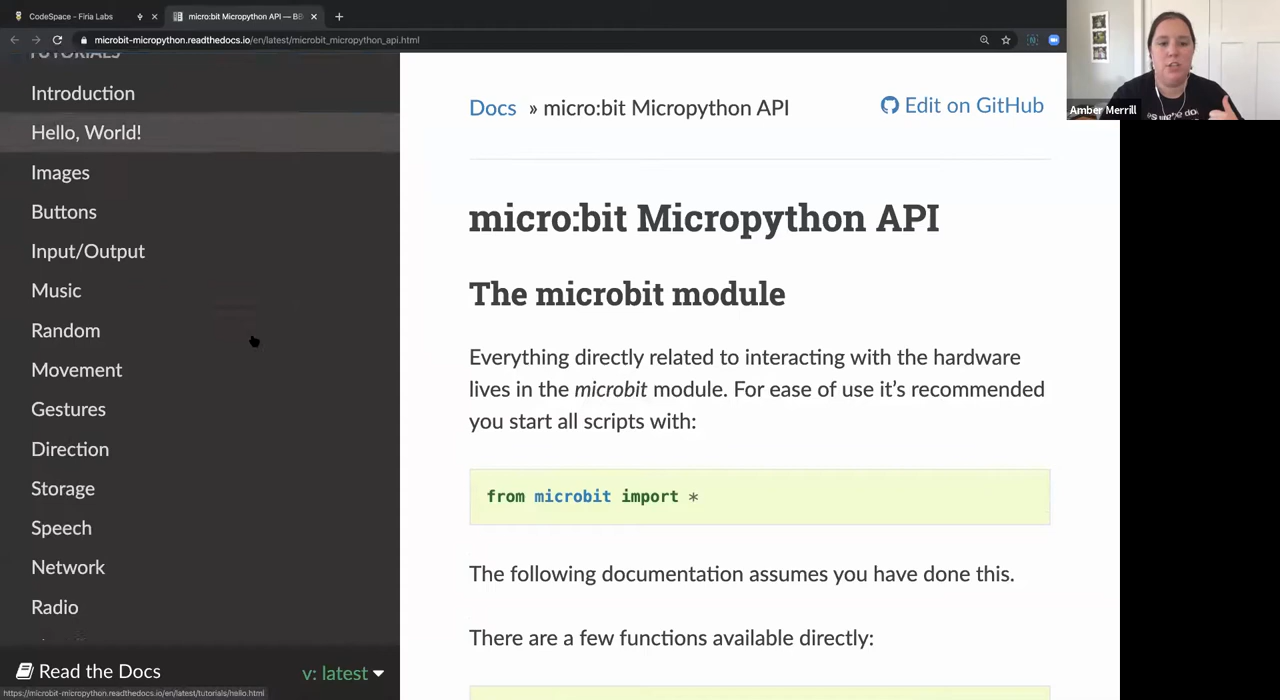 CodeSpace - Firia Labs
micro:bit Micropython API — BB
microbit-micropython.readthedocs.io/en/latest/microbit_micropython_api.html
TUTORIALS
Introduction
Hello, World!
Images
Buttons
Input/Output
Music
Random
Movement
Gestures
Direction
Storage
Speech
Network
Radio
Read the Docs
v: latest
https://microbit-micropython.readthedocs.io/en/latest/tutorials/hello.html
Docs » micro:bit Micropython API
Edit on GitHub
micro:bit Micropython API
The microbit module
Everything directly related to interacting with the hardware
lives in the microbit module. For ease of use it’s recommended
you start all scripts with:
from microbit import *
The following documentation assumes you have done this.
There are a few functions available directly:
Amber Merrill